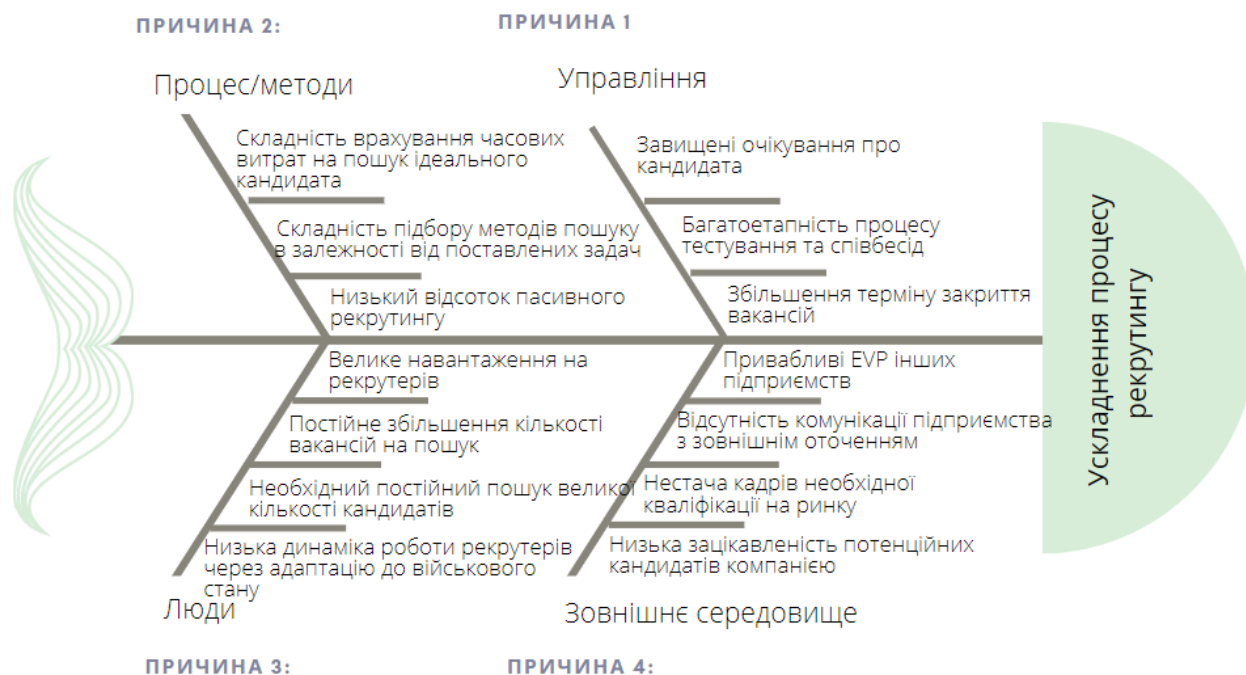 ПРИЧИНА 2:
ПРИЧИНА 1
Процес/методи
Управління
Складність врахування часових
витрат на пошук ідеального
кандидата
Складність підбору методів пошуку
в залежності від поставлених задач
Низький відсоток пасивного
рекрутингу
Завищені очікування про
кандидата
Багатоетапність процесу
тестування та співбесід
Збільшення терміну закриття
вакансій
Велике навантаження на
рекрутерів
Постійне збільшення кількості
вакансій на пошук
Необхідний постійний пошук великої
кількості кандидатів
Низька динаміка роботи рекрутерів
через адаптацію до військового
стану
Привабливі EVP інших
підприємств
Відсутність комунікації підприємства
з зовнішнім оточенням
Нестача кадрів необхідної
кваліфікації на ринку
Низька зацікавленість потенційних
кандидатів компанією
Люди
Зовнішнє середовище
ПРИЧИНА 3:
ПРИЧИНА 4:
Ускладнення процесу
рекрутингу